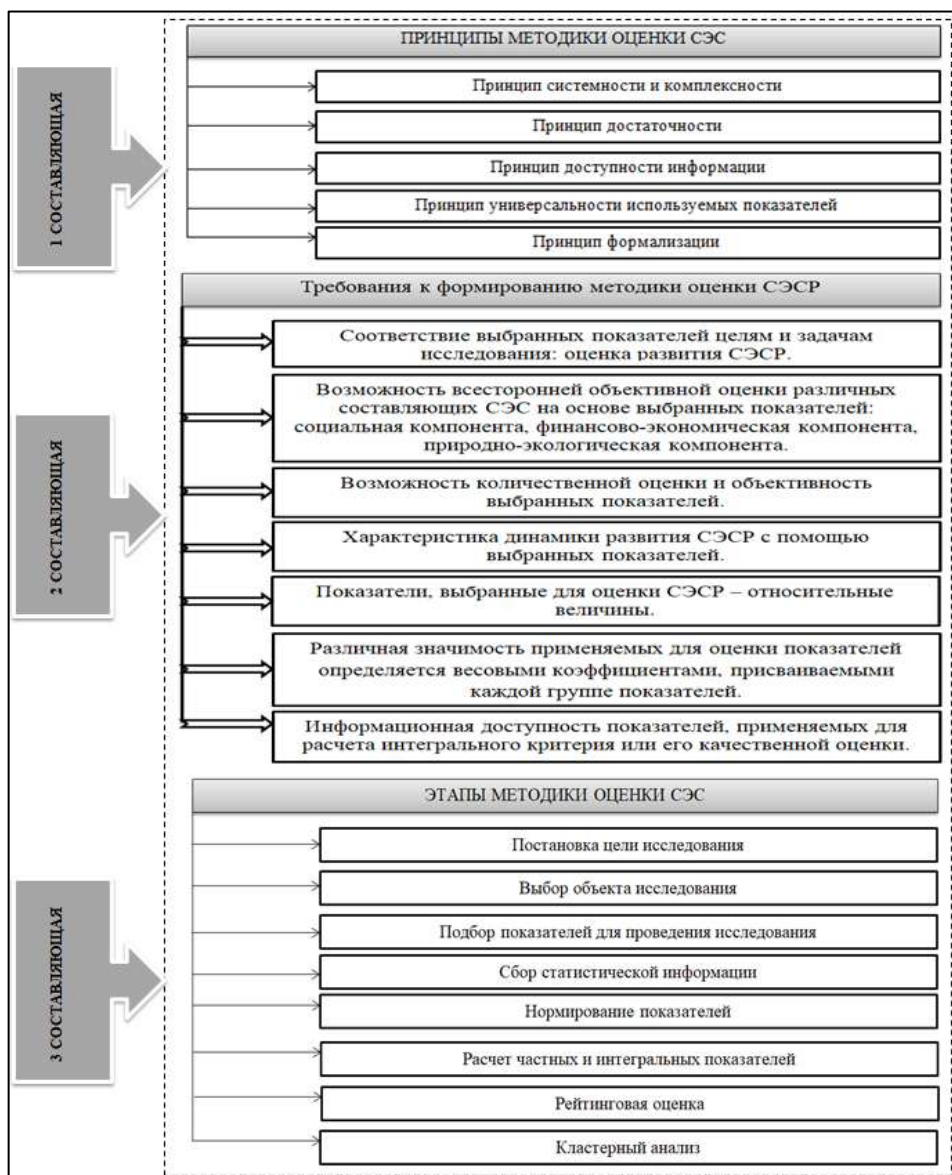 1 СОСТАВЛЯЮЩАЯ
ПРИНЦИПЫ МЕТОДИКИ ОЦЕНКИ СЭС
Принцип системности и комплексности
Принцип достаточности
Принцип доступности информации
Принцип универсальности используемых показателей
Принцип формализации
2 СОСТАВЛЯЮЩАЯ
Требования к формированию методики оценки СЭСР
Соответствие выбранных показателей целям и задачам
исследования: оценка развития СЭСР.
Возможность всесторонней объективной оценки различных
составляющих СЭС на основе выбранных показателей:
социальная компонента, финансово-экономическая компонента,
природно-экологическая компонента.
Возможность количественной оценки и объективность
выбранных показателей.
Характеристика динамики развития СЭСР с помощью
выбранных показателей.
Показатели, выбранные для оценки СЭСР – относительные
величины.
Различная значимость применяемых для оценки показателей
определяется весовыми коэффициентами, присваиваемыми
каждой группе показателей.
Информационная доступность показателей, применяемых для
расчета интегрального критерия или его качественной оценки.
3 СОСТАВЛЯЮЩАЯ
ЭТАПЫ МЕТОДИКИ ОЦЕНКИ СЭС
Постановка цели исследования
Выбор объекта исследования
Подбор показателей для проведения исследования
Сбор статистической информации
Нормирование показателей
Расчет частных и интегральных показателей
Рейтинговая оценка
Кластерный анализ